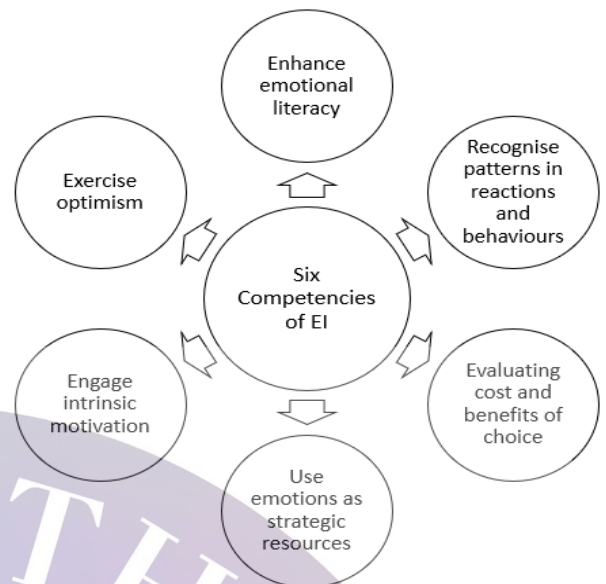 Enhance
emotional
literacy
Recognise
patterns in
reactions
and
behaviours
Exercise
optimism
Six
Competencies
of EI
Evaluating
cost and
benefits of
choice
Engage
intrinsic
motivation
Use
emotions as
strategic
resources
TH